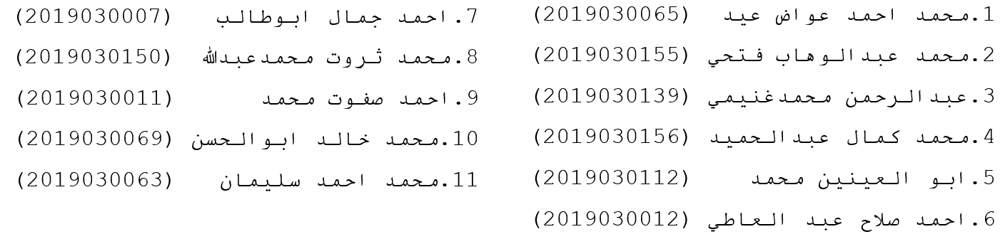 1.محمد احمد عواض عيد (2019030065)
2.محمد عبدالوهاب فتحي (2019030155)
3.عبدالرحمن محمدغنيمي (2019030139)
4.محمد كمال عبدالحميد (2019030156)
5.ابو العينين محمد (2019030112)
6.احمد صلاح عبد العاطي (2019030012)
7.احمد جمال ابوطالب (2019030007)
8.محمد ثروت محمدعبدالله (2019030150)
9.احمد صفوت محمد (2019030011)
10.محمد خالد ابوالحسن (2019030069)
11.محمد احمد سليمان (2019030063)